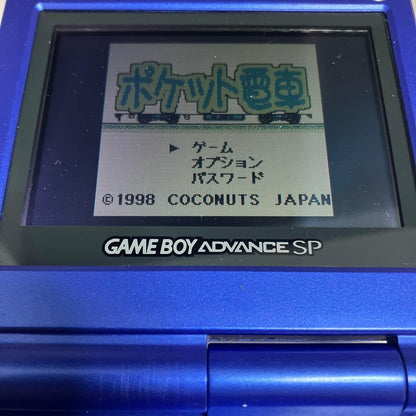 ポケット電車
▶ ゲーム
オプション
パスワード
©1998 COCONUTS JAPAN
GAME BOY ADVANCE SP